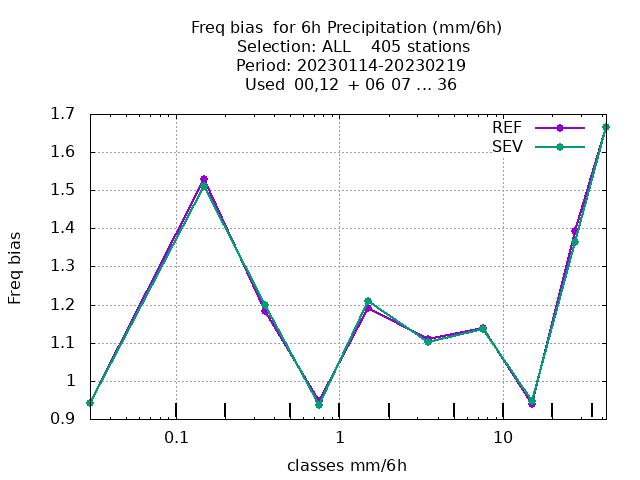 Freq bias  for 6h Precipitation (mm/6h)
Selection: ALL    405 stations
Period: 20230114-20230219
Used  00,12  + 06 07 ... 36
REF
SEV
1.7
1.6
1.5
1.4
1.3
1.2
1.1
1
0.9
Freq bias
0.1 1 10
classes mm/6h